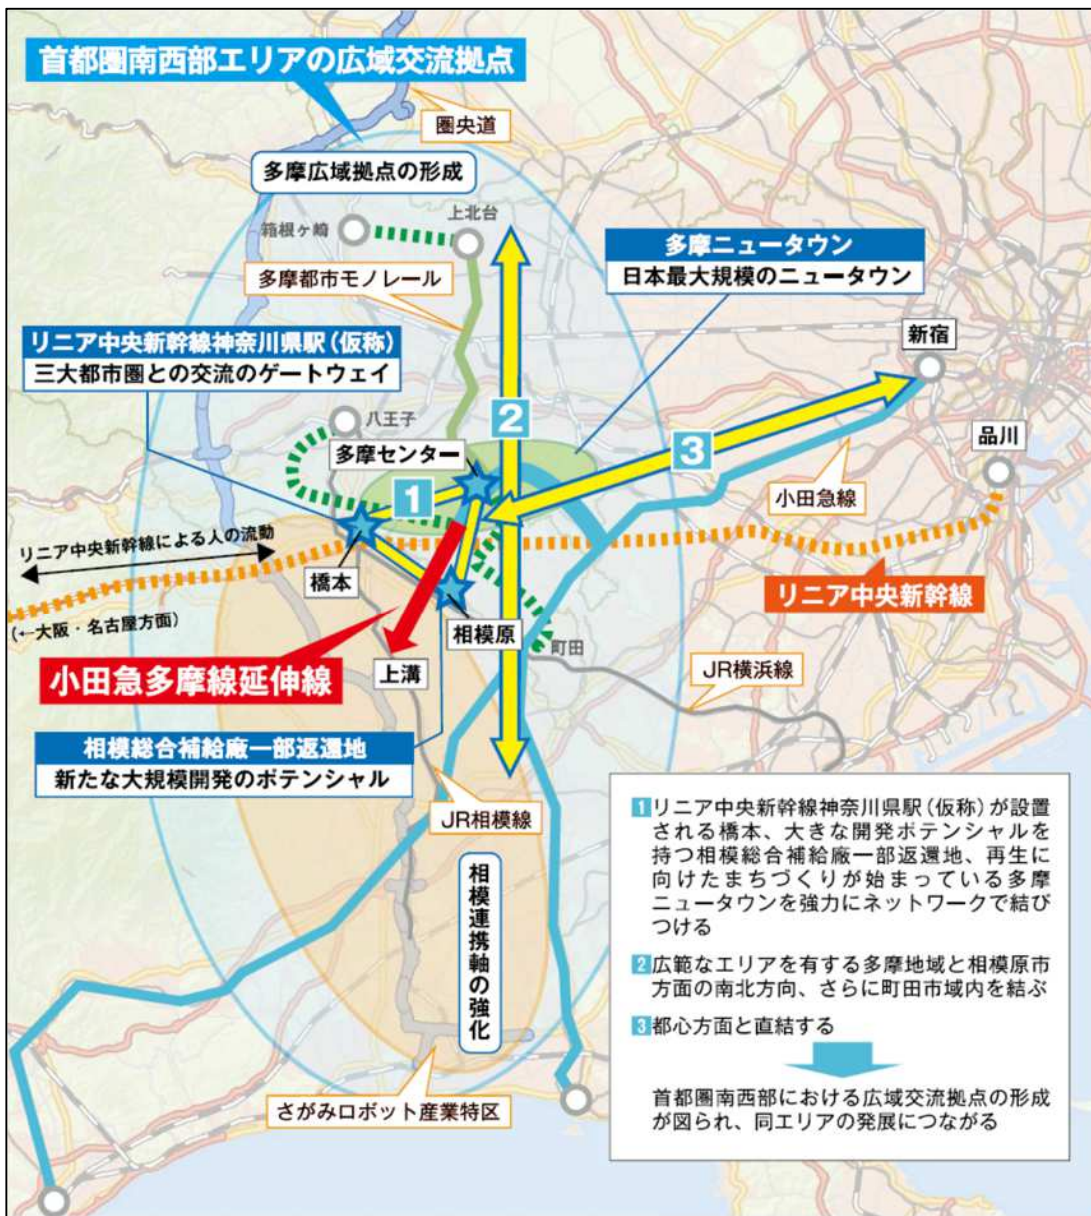 首都圏南西部エリアの広域交流拠点
圏央道
多摩広域拠点の形成
上北台
箱根ヶ崎
多摩都市モノレール
多摩ニュータウン
日本最大規模のニュータウン
リニア中央新幹線神奈川県駅(仮称)
三大都市圏との交流のゲートウェイ
新宿
八王子
多摩センター
2
3
1
品川
小田急線
リニア中央新幹線による人の流動
橋本
(←大阪・名古屋方面)
リニア中央新幹線
相模原
町田
上溝
小田急多摩線延伸線
JR横浜線
相模総合補給廠一部返還地
新たな大規模開発のポテンシャル
JR相模線
相模連携軸の強化
さがみロボット産業特区
1リニア中央新幹線神奈川県駅(仮称)が設置
される橋本、大きな開発ポテンシャルを
持つ相模総合補給廠一部返還地、再生に
向けたまちづくりが始まっている多摩
ニュータウンを強力にネットワークで結び
つける
2広範なエリアを有する多摩地域と相模原市
方面の南北方向、さらに町田市域内を結ぶ
3都心方面と直結する
首都圏南西部における広域交流拠点の形成
が図られ、同エリアの発展につながる